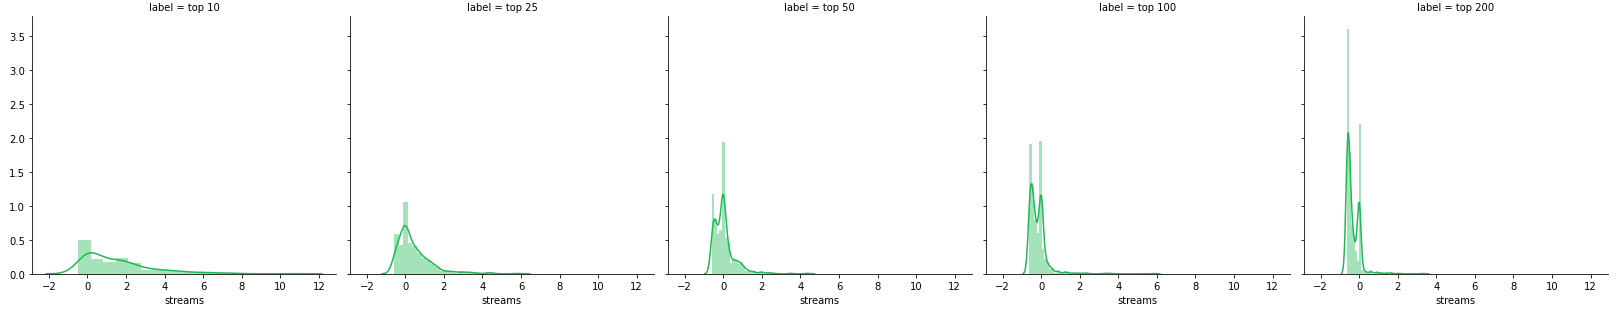 label = top 10
label = top 25
label = top 50
label = top 100
label = top 200
3.5
3.0
2.5
2.0
1.5
1.0
0.5
0.0
−2 0 2 4 6 8 10 12
−2 0 2 4 6 8 10 12
−2 0 2 4 6 8 10 12
−2 0 2 4 6 8 10 12
−2 0 2 4 6 8 10 12
streams
streams
streams
streams
streams